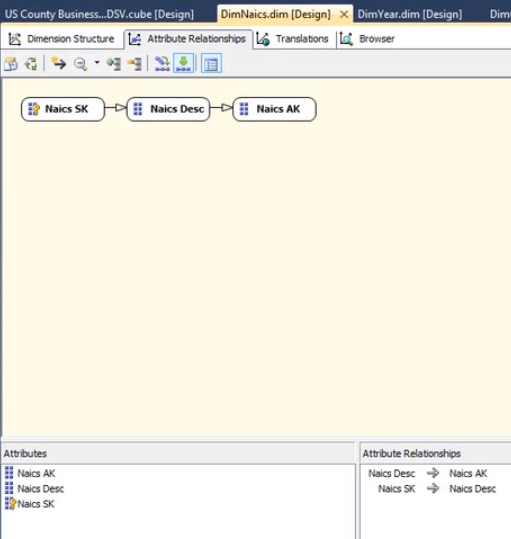 US County Business...DSV.cube [Design] DimNaics.dim [Design] DimYear.dim [Design]
Dimension Structure Attribute Relationships Translations Browser
Naics SK Naics Desc Naics AK
Attributes Attribute Relationships
Naics AK Naics Desc Naics AK
Naics Desc Naics SK Naics Desc
Naics SK